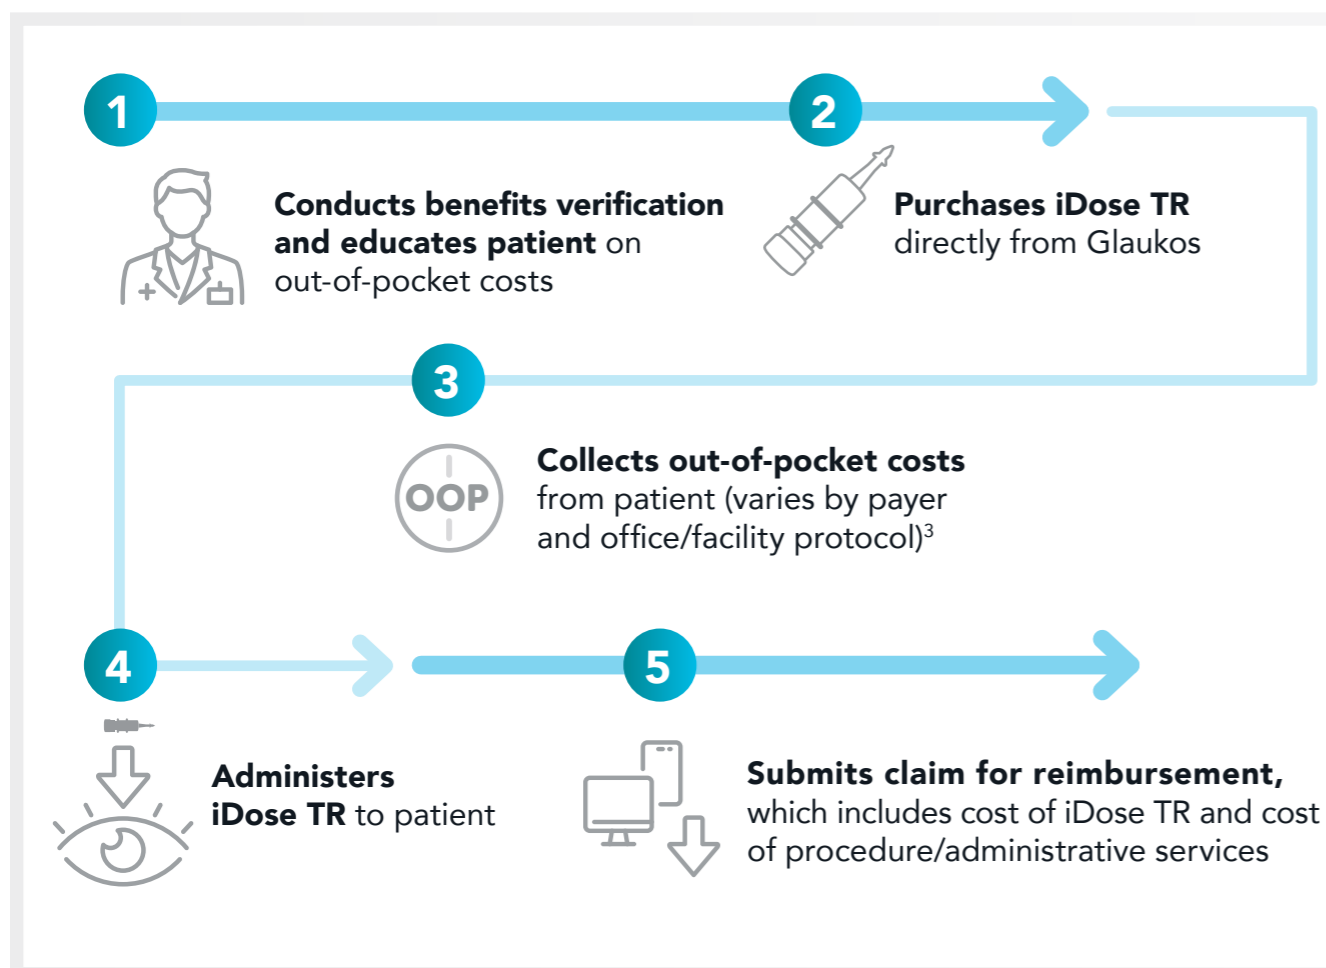 1
2
Conducts benefits verification
and educates patient on
out-of-pocket costs
Purchases iDose TR
directly from Glaukos
3
OOP
Collects out-of-pocket costs
from patient (varies by payer
and office/facility protocol)³
4
Administers
iDose TR to patient
5
Submits claim for reimbursement,
which includes cost of iDose TR and cost
of procedure/administrative services